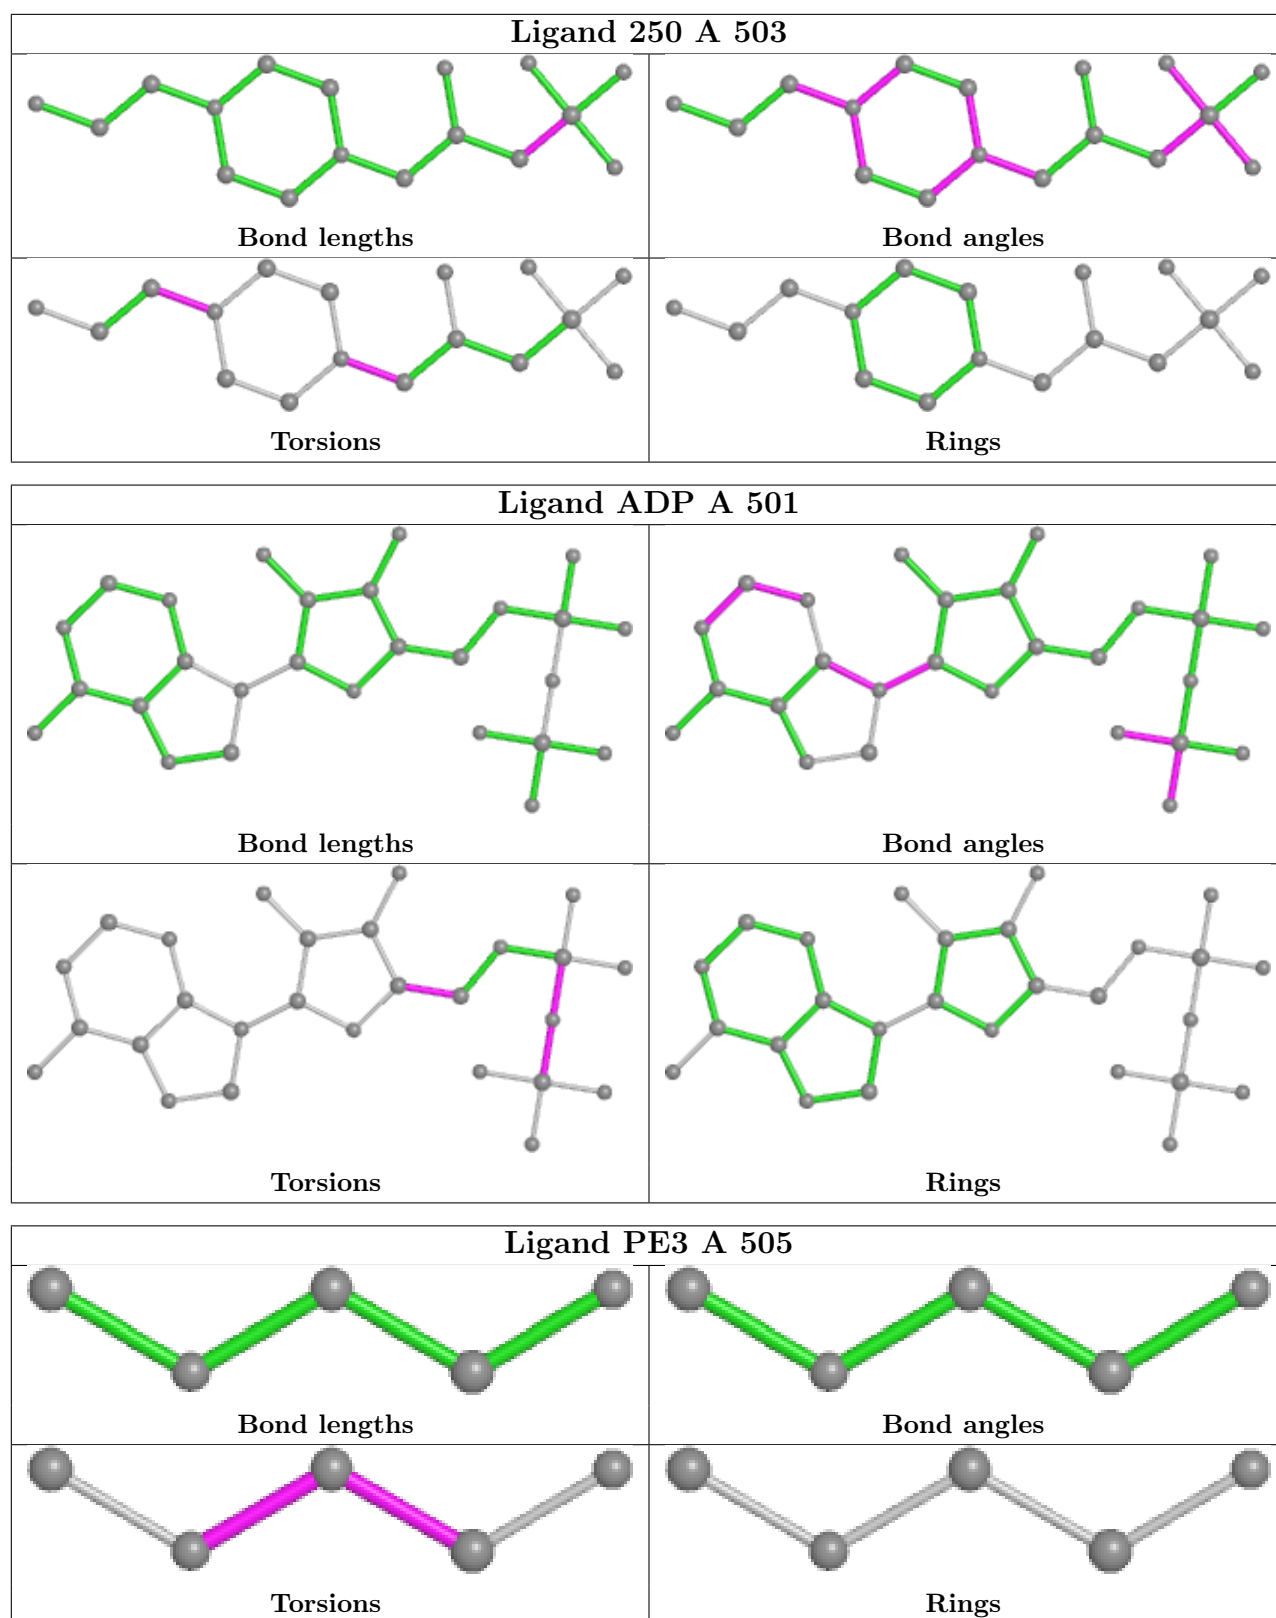 Ligand 250 A 503
Bond lengths
Bond angles
Torsions
Rings
Ligand ADP A 501
Bond lengths
Bond angles
Torsions
Rings
Ligand PE3 A 505
Bond lengths
Bond angles
Torsions
Rings